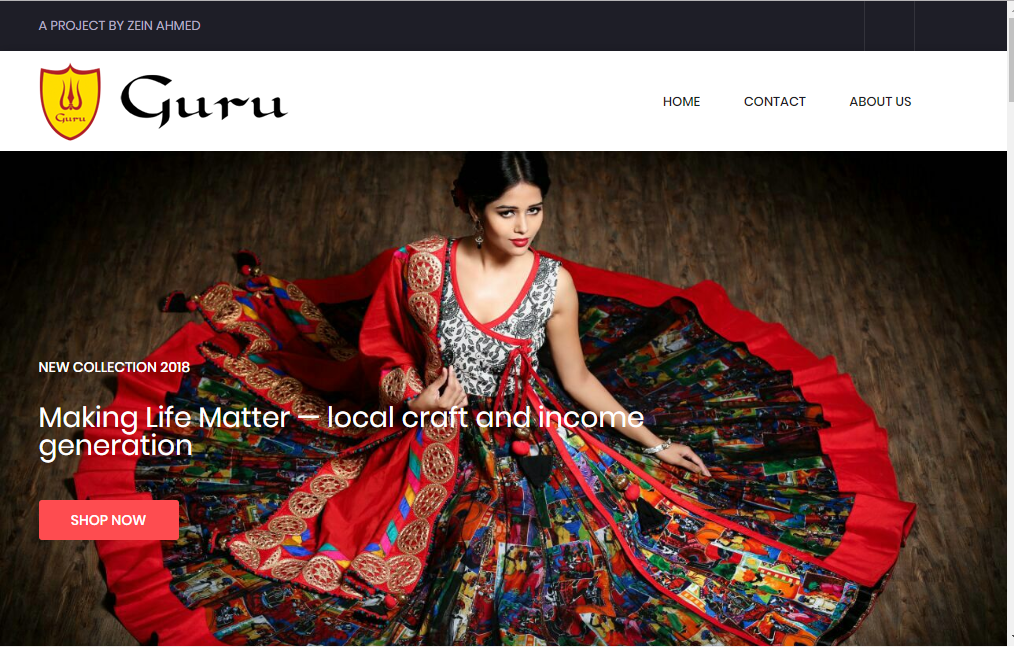 A PROJECT BY ZEIN AHMED
Guru
Guru
HOME
CONTACT
ABOUT US
NEW COLLECTION 2018
Making Life Matter — local craft and income
generation
SHOP NOW